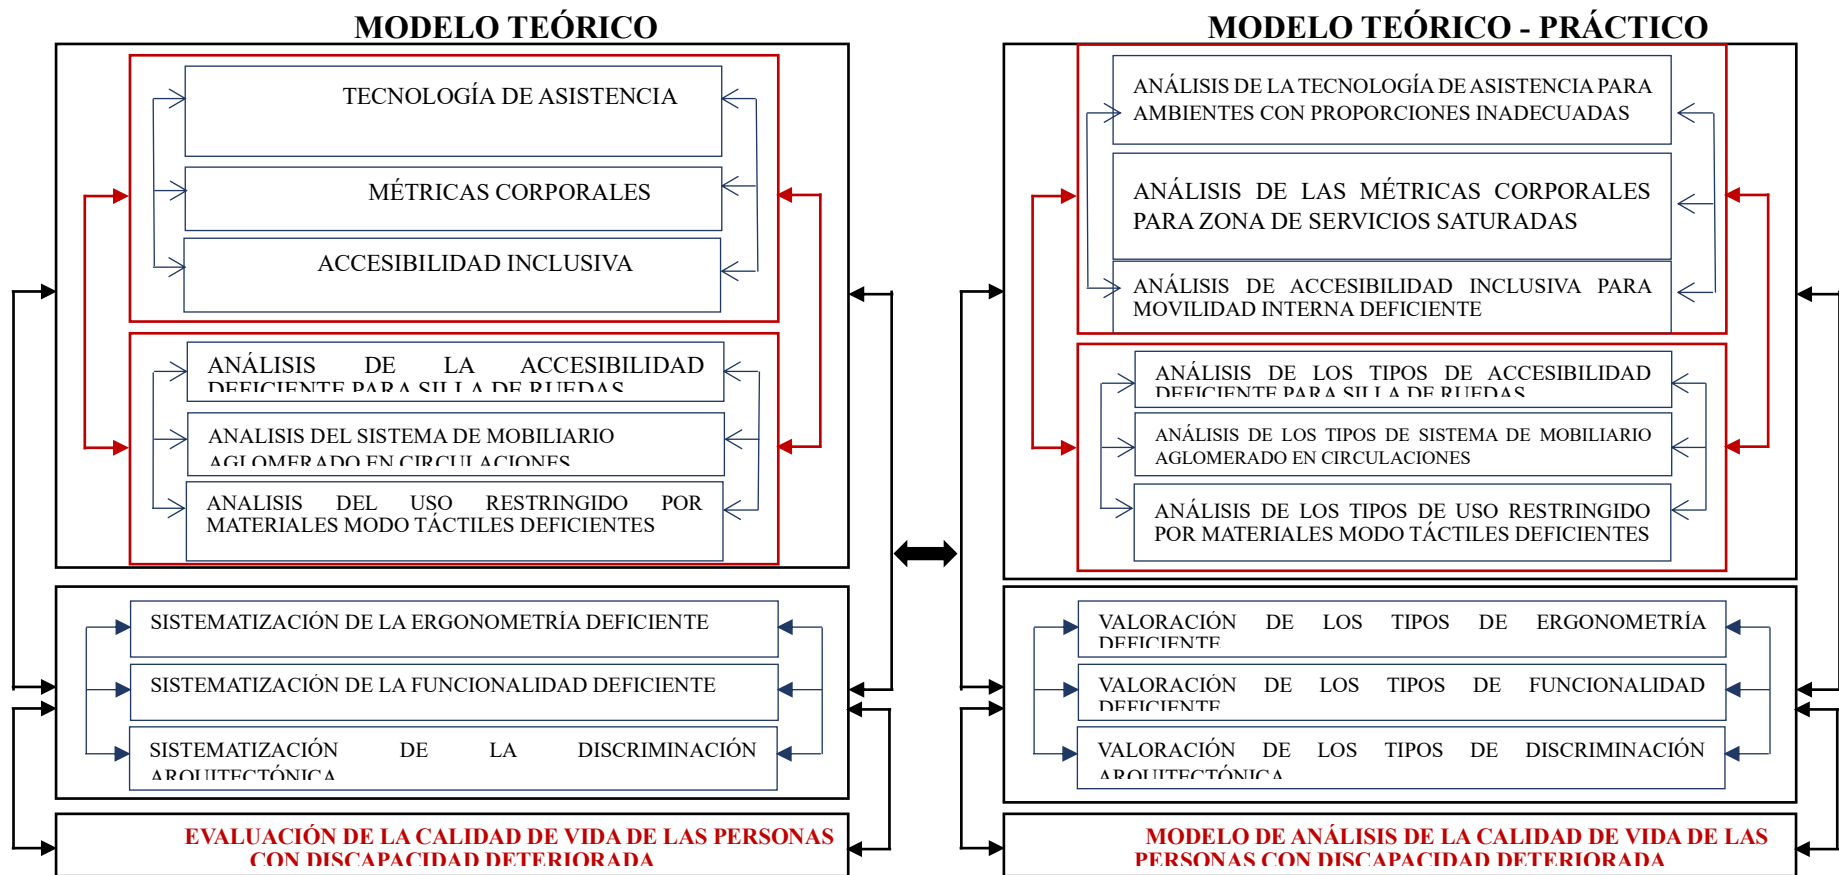 MODELO TEÓRICO
TECNOLOGÍA DE ASISTENCIA
MÉTRICAS CORPORALES
ACCESIBILIDAD INCLUSIVA
ANÁLISIS DE LA ACCESIBILIDAD
DEFICIENTE PARA SILLA DE RUEDAS
ANALISIS DEL SISTEMA DE MOBILIARIO
AGLOMERADO EN CIRCULACIONES
ANALISIS DEL USO RESTRINGIDO POR
MATERIALES MODO TÁCTILES DEFICIENTES
SISTEMATIZACIÓN DE LA ERGONOMETRÍA DEFICIENTE
SISTEMATIZACIÓN DE LA FUNCIONALIDAD DEFICIENTE
SISTEMATIZACIÓN DE LA DISCRIMINACIÓN
ARQUITECTÓNICA
EVALUACIÓN DE LA CALIDAD DE VIDA DE LAS PERSONAS
CON DISCAPACIDAD DETERIORADA
MODELO TEÓRICO - PRÁCTICO
ANÁLISIS DE LA TECNOLOGÍA DE ASISTENCIA PARA
AMBIENTES CON PROPORCIONES INADECUADAS
ANÁLISIS DE LAS MÉTRICAS CORPORALES
PARA ZONA DE SERVICIOS SATURADAS
ANÁLISIS DE ACCESIBILIDAD INCLUSIVA PARA
MOVILIDAD INTERNA DEFICIENTE
ANÁLISIS DE LOS TIPOS DE ACCESIBILIDAD
DEFICIENTE PARA SILLA DE RUEDAS
ANÁLISIS DE LOS TIPOS DE SISTEMA DE MOBILIARIO
AGLOMERADO EN CIRCULACIONES
ANÁLISIS DE LOS TIPOS DE USO RESTRINGIDO
POR MATERIALES MODO TÁCTILES DEFICIENTES
VALORACIÓN DE LOS TIPOS DE ERGONOMETRÍA
DEFICIENTE
VALORACIÓN DE LOS TIPOS DE FUNCIONALIDAD
DEFICIENTE
VALORACIÓN DE LOS TIPOS DE DISCRIMINACIÓN
ARQUITECTÓNICA
MODELO DE ANÁLISIS DE LA CALIDAD DE VIDA DE LAS
PERSONAS CON DISCAPACIDAD DETERIORADA